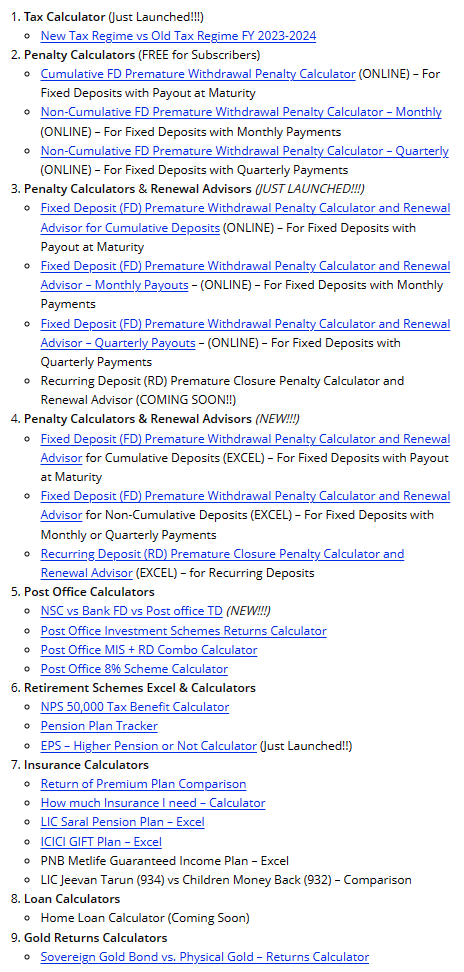 1. Tax Calculator (Just Launched!!!)
New Tax Regime vs Old Tax Regime FY 2023-2024
2. Penalty Calculators (FREE for Subscribers)
Cumulative FD Premature Withdrawal Penalty Calculator (ONLINE) – For
Fixed Deposits with Payout at Maturity
Non-Cumulative FD Premature Withdrawal Penalty Calculator – Monthly
(ONLINE) – For Fixed Deposits with Monthly Payments
Non-Cumulative FD Premature Withdrawal Penalty Calculator – Quarterly
(ONLINE) – For Fixed Deposits with Quarterly Payments
3. Penalty Calculators & Renewal Advisors (JUST LAUNCHED!!!)
Fixed Deposit (FD) Premature Withdrawal Penalty Calculator and Renewal
Advisor for Cumulative Deposits (ONLINE) – For Fixed Deposits with
Payout at Maturity
Fixed Deposit (FD) Premature Withdrawal Penalty Calculator and Renewal
Advisor – Monthly Payouts – (ONLINE) – For Fixed Deposits with Monthly
Payments
Fixed Deposit (FD) Premature Withdrawal Penalty Calculator and Renewal
Advisor – Quarterly Payouts – (ONLINE) – For Fixed Deposits with
Quarterly Payments
Recurring Deposit (RD) Premature Closure Penalty Calculator and
Renewal Advisor (COMING SOON!!)
4. Penalty Calculators & Renewal Advisors (NEW!!!)
Fixed Deposit (FD) Premature Withdrawal Penalty Calculator and Renewal
Advisor for Cumulative Deposits (EXCEL) – For Fixed Deposits with Payout
at Maturity
Fixed Deposit (FD) Premature Withdrawal Penalty Calculator and Renewal
Advisor for Non-Cumulative Deposits (EXCEL) – For Fixed Deposits with
Monthly or Quarterly Payments
Recurring Deposit (RD) Premature Closure Penalty Calculator and
Renewal Advisor (EXCEL) – for Recurring Deposits
5. Post Office Calculators
NSC vs Bank FD vs Post office TD (NEW!!!)
Post Office Investment Schemes Returns Calculator
Post Office MIS + RD Combo Calculator
Post Office 8% Scheme Calculator
6. Retirement Schemes Excel & Calculators
NPS 50,000 Tax Benefit Calculator
Pension Plan Tracker
EPS – Higher Pension or Not Calculator (Just Launched!!)
7. Insurance Calculators
Return of Premium Plan Comparison
How much Insurance I need – Calculator
LIC Saral Pension Plan – Excel
ICICI GIFT Plan – Excel
PNB Metlife Guaranteed Income Plan – Excel
LIC Jeevan Tarun (934) vs Children Money Back (932) – Comparison
8. Loan Calculators
Home Loan Calculator (Coming Soon)
9. Gold Returns Calculators
Sovereign Gold Bond vs. Physical Gold – Returns Calculator